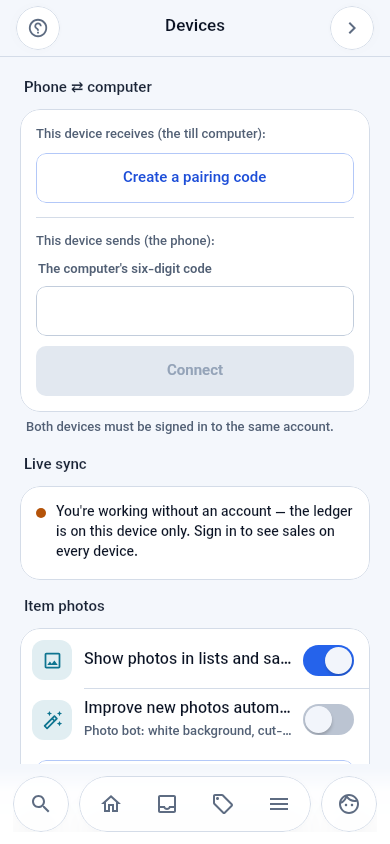 Devices
Phone ⇄ computer
This device receives (the till computer):
Create a pairing code
This device sends (the phone):
The computer's six-digit code
Connect
Both devices must be signed in to the same account.
Live sync
You're working without an account — the ledger
is on this device only. Sign in to see sales on
every device.
Item photos
Show photos in lists and sa...
Improve new photos autom...
Photo bot: white background, cut-...